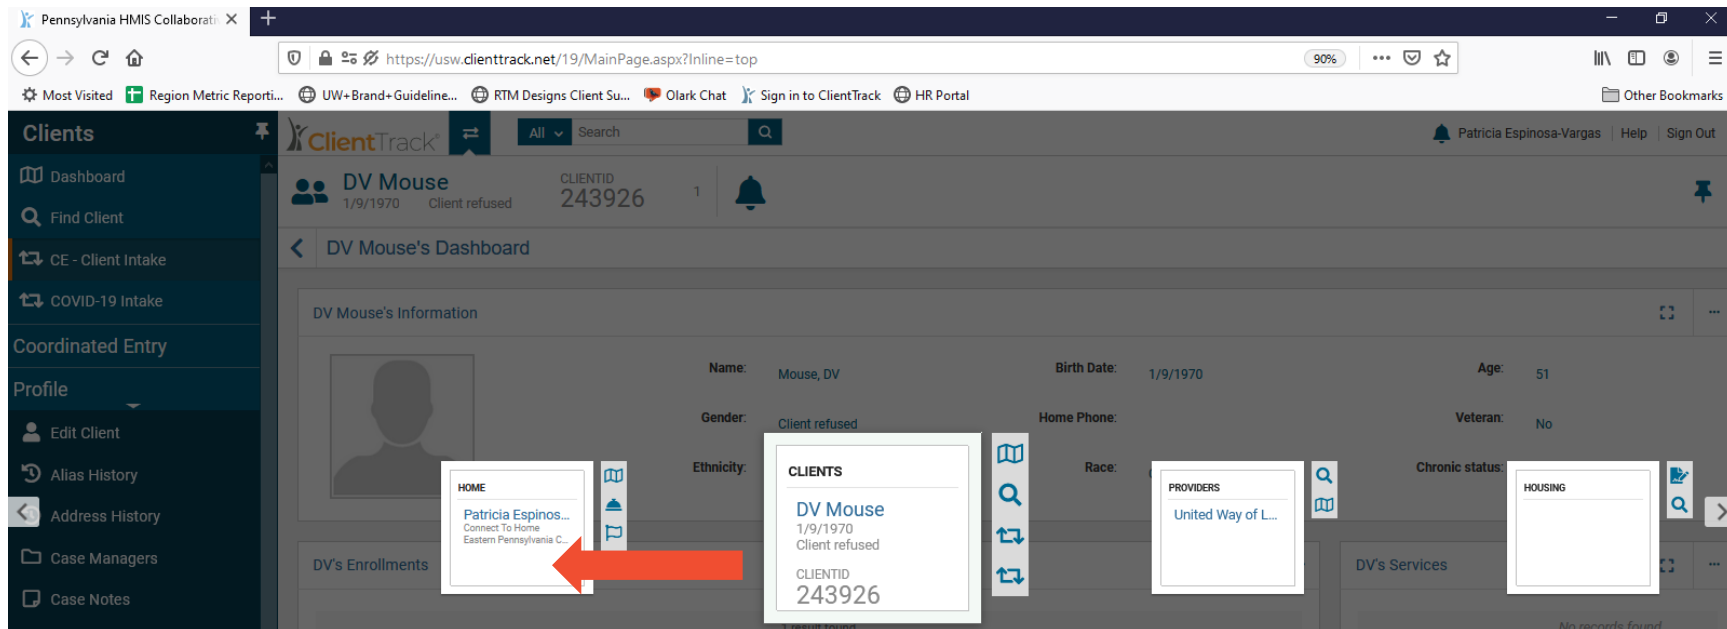 Pennsylvania HMIS Collaborati
https://usw.clienttrack.net/19/MainPage.aspx?Inline=top
90%
Most Visited
Region Metric Reporti...
UW+Brand+Guideline...
RTM Designs Client Su...
Olark Chat
Sign in to ClientTrack
HR Portal
Other Bookmarks
Clients
ClientTrack
All
Search
Patricia Espinosa-Vargas
Help
Sign Out
Dashboard
Find Client
CE - Client Intake
COVID-19 Intake
Coordinated Entry
Profile
Edit Client
Alias History
Address History
Case Managers
Case Notes
DV Mouse
1/9/1970 Client refused
CLIENTID
243926
1
DV Mouse's Dashboard
DV Mouse's Information
Name: Mouse, DV
Birth Date: 1/9/1970
Age: 51
Gender: Client refused
Home Phone:
Veteran: No
Ethnicity:
Race:
Chronic status:
HOME
Patricia Espinos...
Connect To Home
Eastern Pennsylvania C...
CLIENTS
DV Mouse
1/9/1970
Client refused
CLIENTID
243926
PROVIDERS
United Way of L...
HOUSING
DV's Enrollments
DV's Services
1 result found
No records found